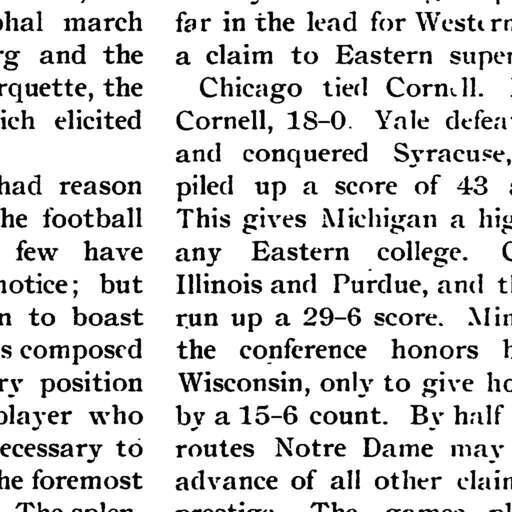 phal march
rg and the
rquette, the
ich elicited
had reason
he football
few have
notice; but
n to boast
s composed
ry position
player who
ecessary to
he foremost
The splen-
far in the lead for Western
a claim to Eastern super
Chicago tied Cornell.
Cornell, 18-0. Yale defea
and conquered Syracuse,
piled up a score of 43
This gives Michigan a hig
any Eastern college.
Illinois and Purdue, and t
run up a 29-6 score. Min
the conference honors
Wisconsin, only to give ho
by a 15-6 count. By half
routes Notre Dame may
advance of all other claim
prestige. The games pl